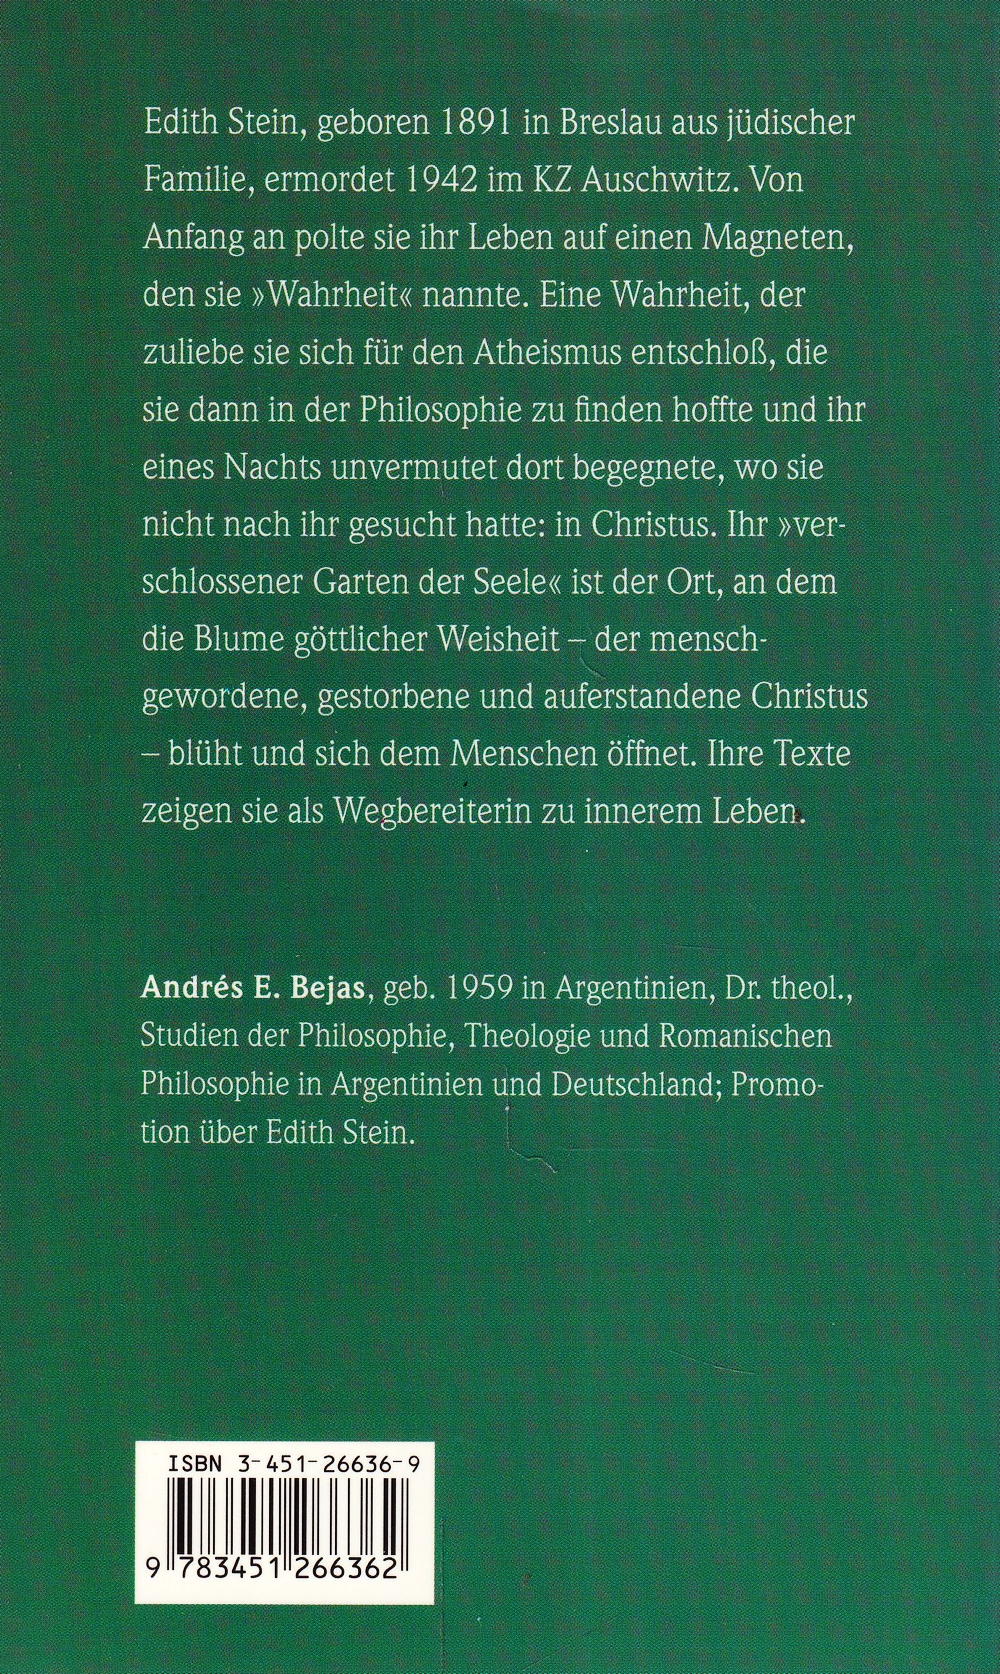 Edith Stein, geboren 1891 in Breslau aus jüdischer
Familie, ermordet 1942 im KZ Auschwitz. Von
Anfang an polte sie ihr Leben auf einen Magneten,
den sie »Wahrheit« nannte. Eine Wahrheit, der
zuliebe sie sich für den Atheismus entschloß, die
sie dann in der Philosophie zu finden hoffte und ihr
eines Nachts unvermutet dort begegnete, wo sie
nicht nach ihr gesucht hatte: in Christus. Ihr »ver-
schlossener Garten der Seele« ist der Ort, an dem
die Blume göttlicher Weisheit – der mensch-
gewordene, gestorbene und auferstandene Christus
– blüht und sich dem Menschen öffnet. Ihre Texte
zeigen sie als Wegbereiterin zu innerem Leben.
Andrés E. Bejas, geb. 1959 in Argentinien, Dr. theol.,
Studien der Philosophie, Theologie und Romanischen
Philosophie in Argentinien und Deutschland; Promo-
tion über Edith Stein.
ISBN 3-451-26636-9
9 783451 266362